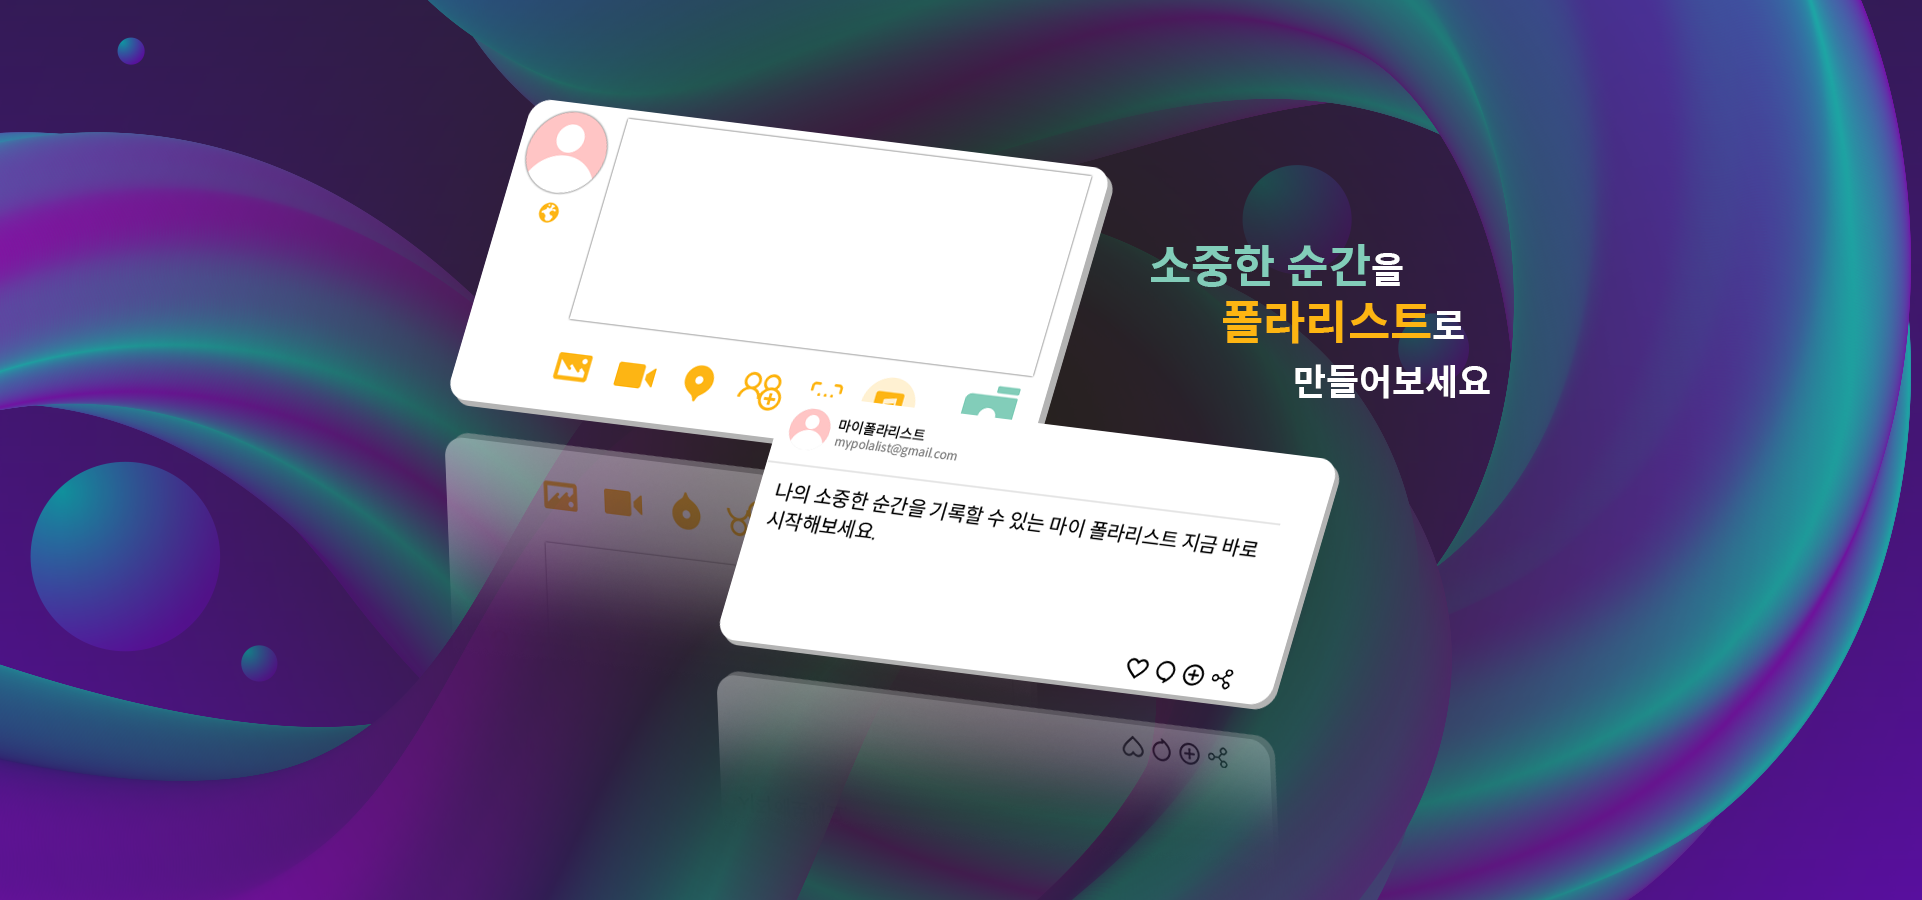 소중한 순간을
폴라리스트로
만들어보세요
마이폴라리스트
mypolalist@gmail.com
나의 소중한 순간을 기록할 수 있는 마이 폴라리스트 지금 바로
시작해보세요.